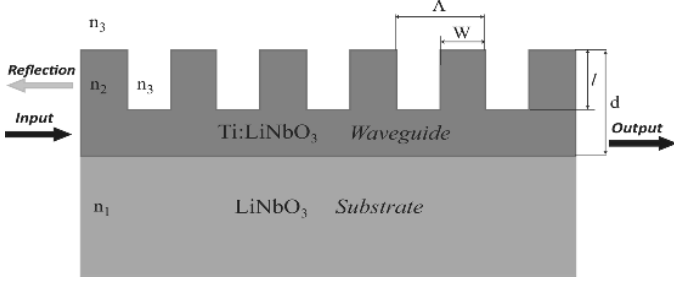 n3
Λ
W
Reflection
n2
n3
l
d
Input
Ti:LiNbO3 Waveguide
Output
n1
LiNbO3 Substrate